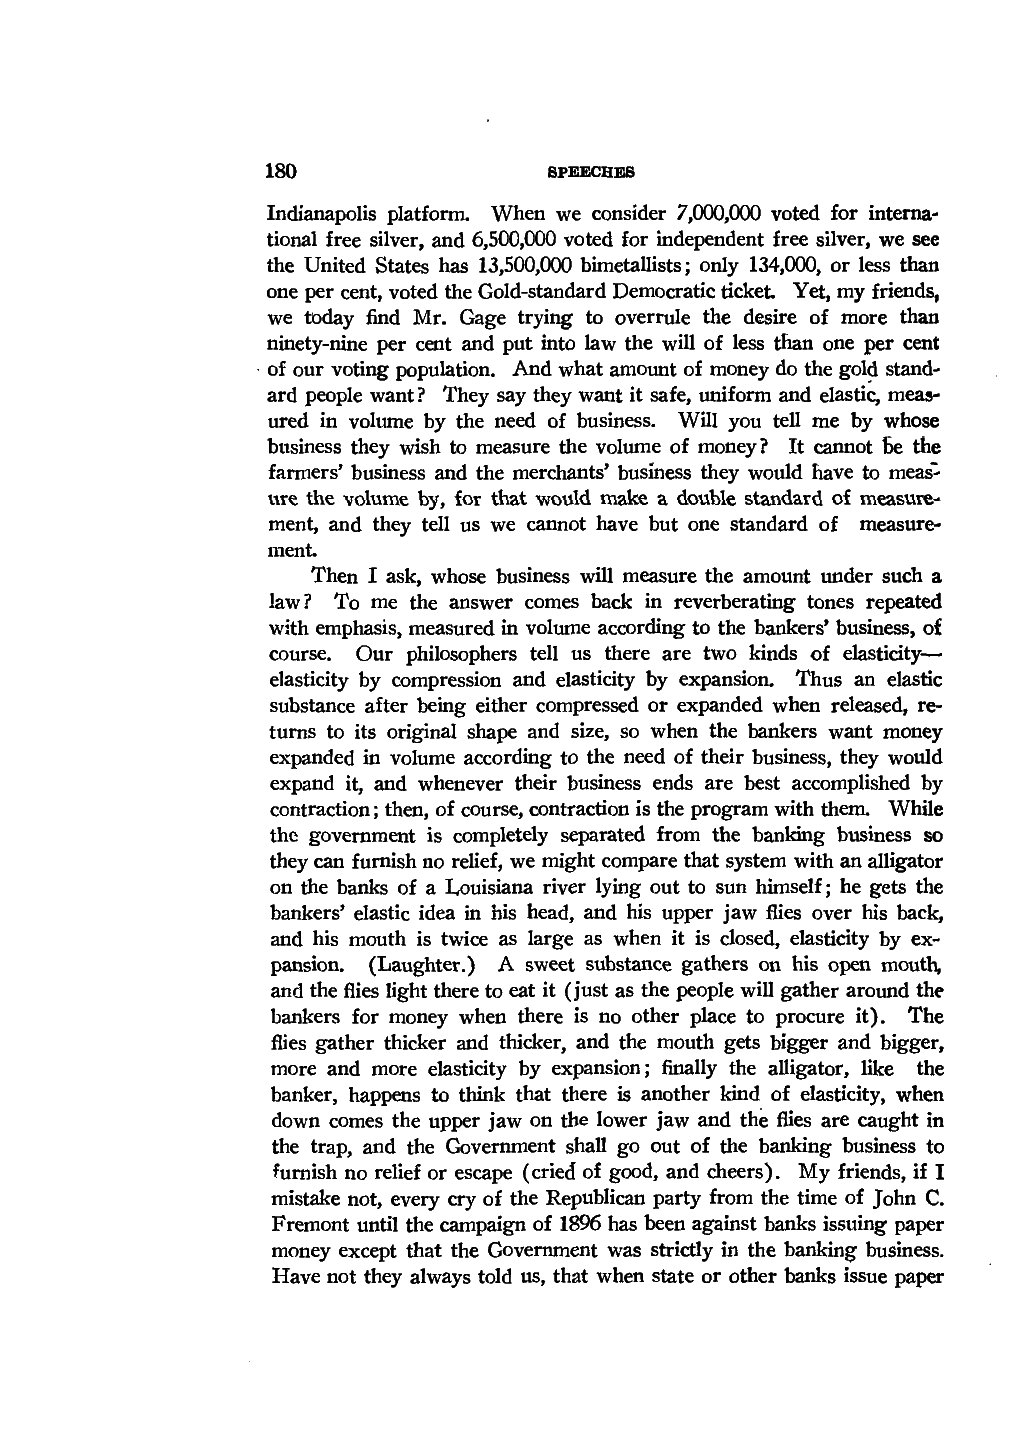 180 SPEECHES
Indianapolis platform. When we consider 7,000,000 voted for interna-
tional free silver, and 6,500,000 voted for independent free silver, we see
the United States has 13,500,000 bimetallists; only 134,000, or less than
one per cent, voted the Gold-standard Democratic ticket. Yet, my friends,
we today find Mr. Gage trying to overrule the desire of more than
ninety-nine per cent and put into law the will of less than one per cent
of our voting population. And what amount of money do the gold stand-
ard people want? They say they want it safe, uniform and elastic, meas-
ured in volume by the need of business. Will you tell me by whose
business they wish to measure the volume of money? It cannot be the
farmers' business and the merchants' business they would have to meas-
ure the volume by, for that would make a double standard of measure-
ment, and they tell us we cannot have but one standard of measure-
ment.
Then I ask, whose business will measure the amount under such a
law? To me the answer comes back in reverberating tones repeated
with emphasis, measured in volume according to the bankers' business, of
course. Our philosophers tell us there are two kinds of elasticity—
elasticity by compression and elasticity by expansion. Thus an elastic
substance after being either compressed or expanded when released, re-
turns to its original shape and size, so when the bankers want money
expanded in volume according to the need of their business, they would
expand it, and whenever their business ends are best accomplished by
contraction; then, of course, contraction is the program with them. While
the government is completely separated from the banking business so
they can furnish no relief, we might compare that system with an alligator
on the banks of a Louisiana river lying out to sun himself; he gets the
bankers' elastic idea in his head, and his upper jaw flies over his back,
and his mouth is twice as large as when it is closed, elasticity by ex-
pansion. (Laughter.) A sweet substance gathers on his open mouth,
and the flies light there to eat it (just as the people will gather around the
bankers for money when there is no other place to procure it). The
flies gather thicker and thicker, and the mouth gets bigger and bigger,
more and more elasticity by expansion; finally the alligator, like the
banker, happens to think that there is another kind of elasticity, when
down comes the upper jaw on the lower jaw and the flies are caught in
the trap, and the Government shall go out of the banking business to
furnish no relief or escape (cried of good, and cheers). My friends, if I
mistake not, every cry of the Republican party from the time of John C.
Fremont until the campaign of 1896 has been against banks issuing paper
money except that the Government was strictly in the banking business.
Have not they always told us, that when state or other banks issue paper